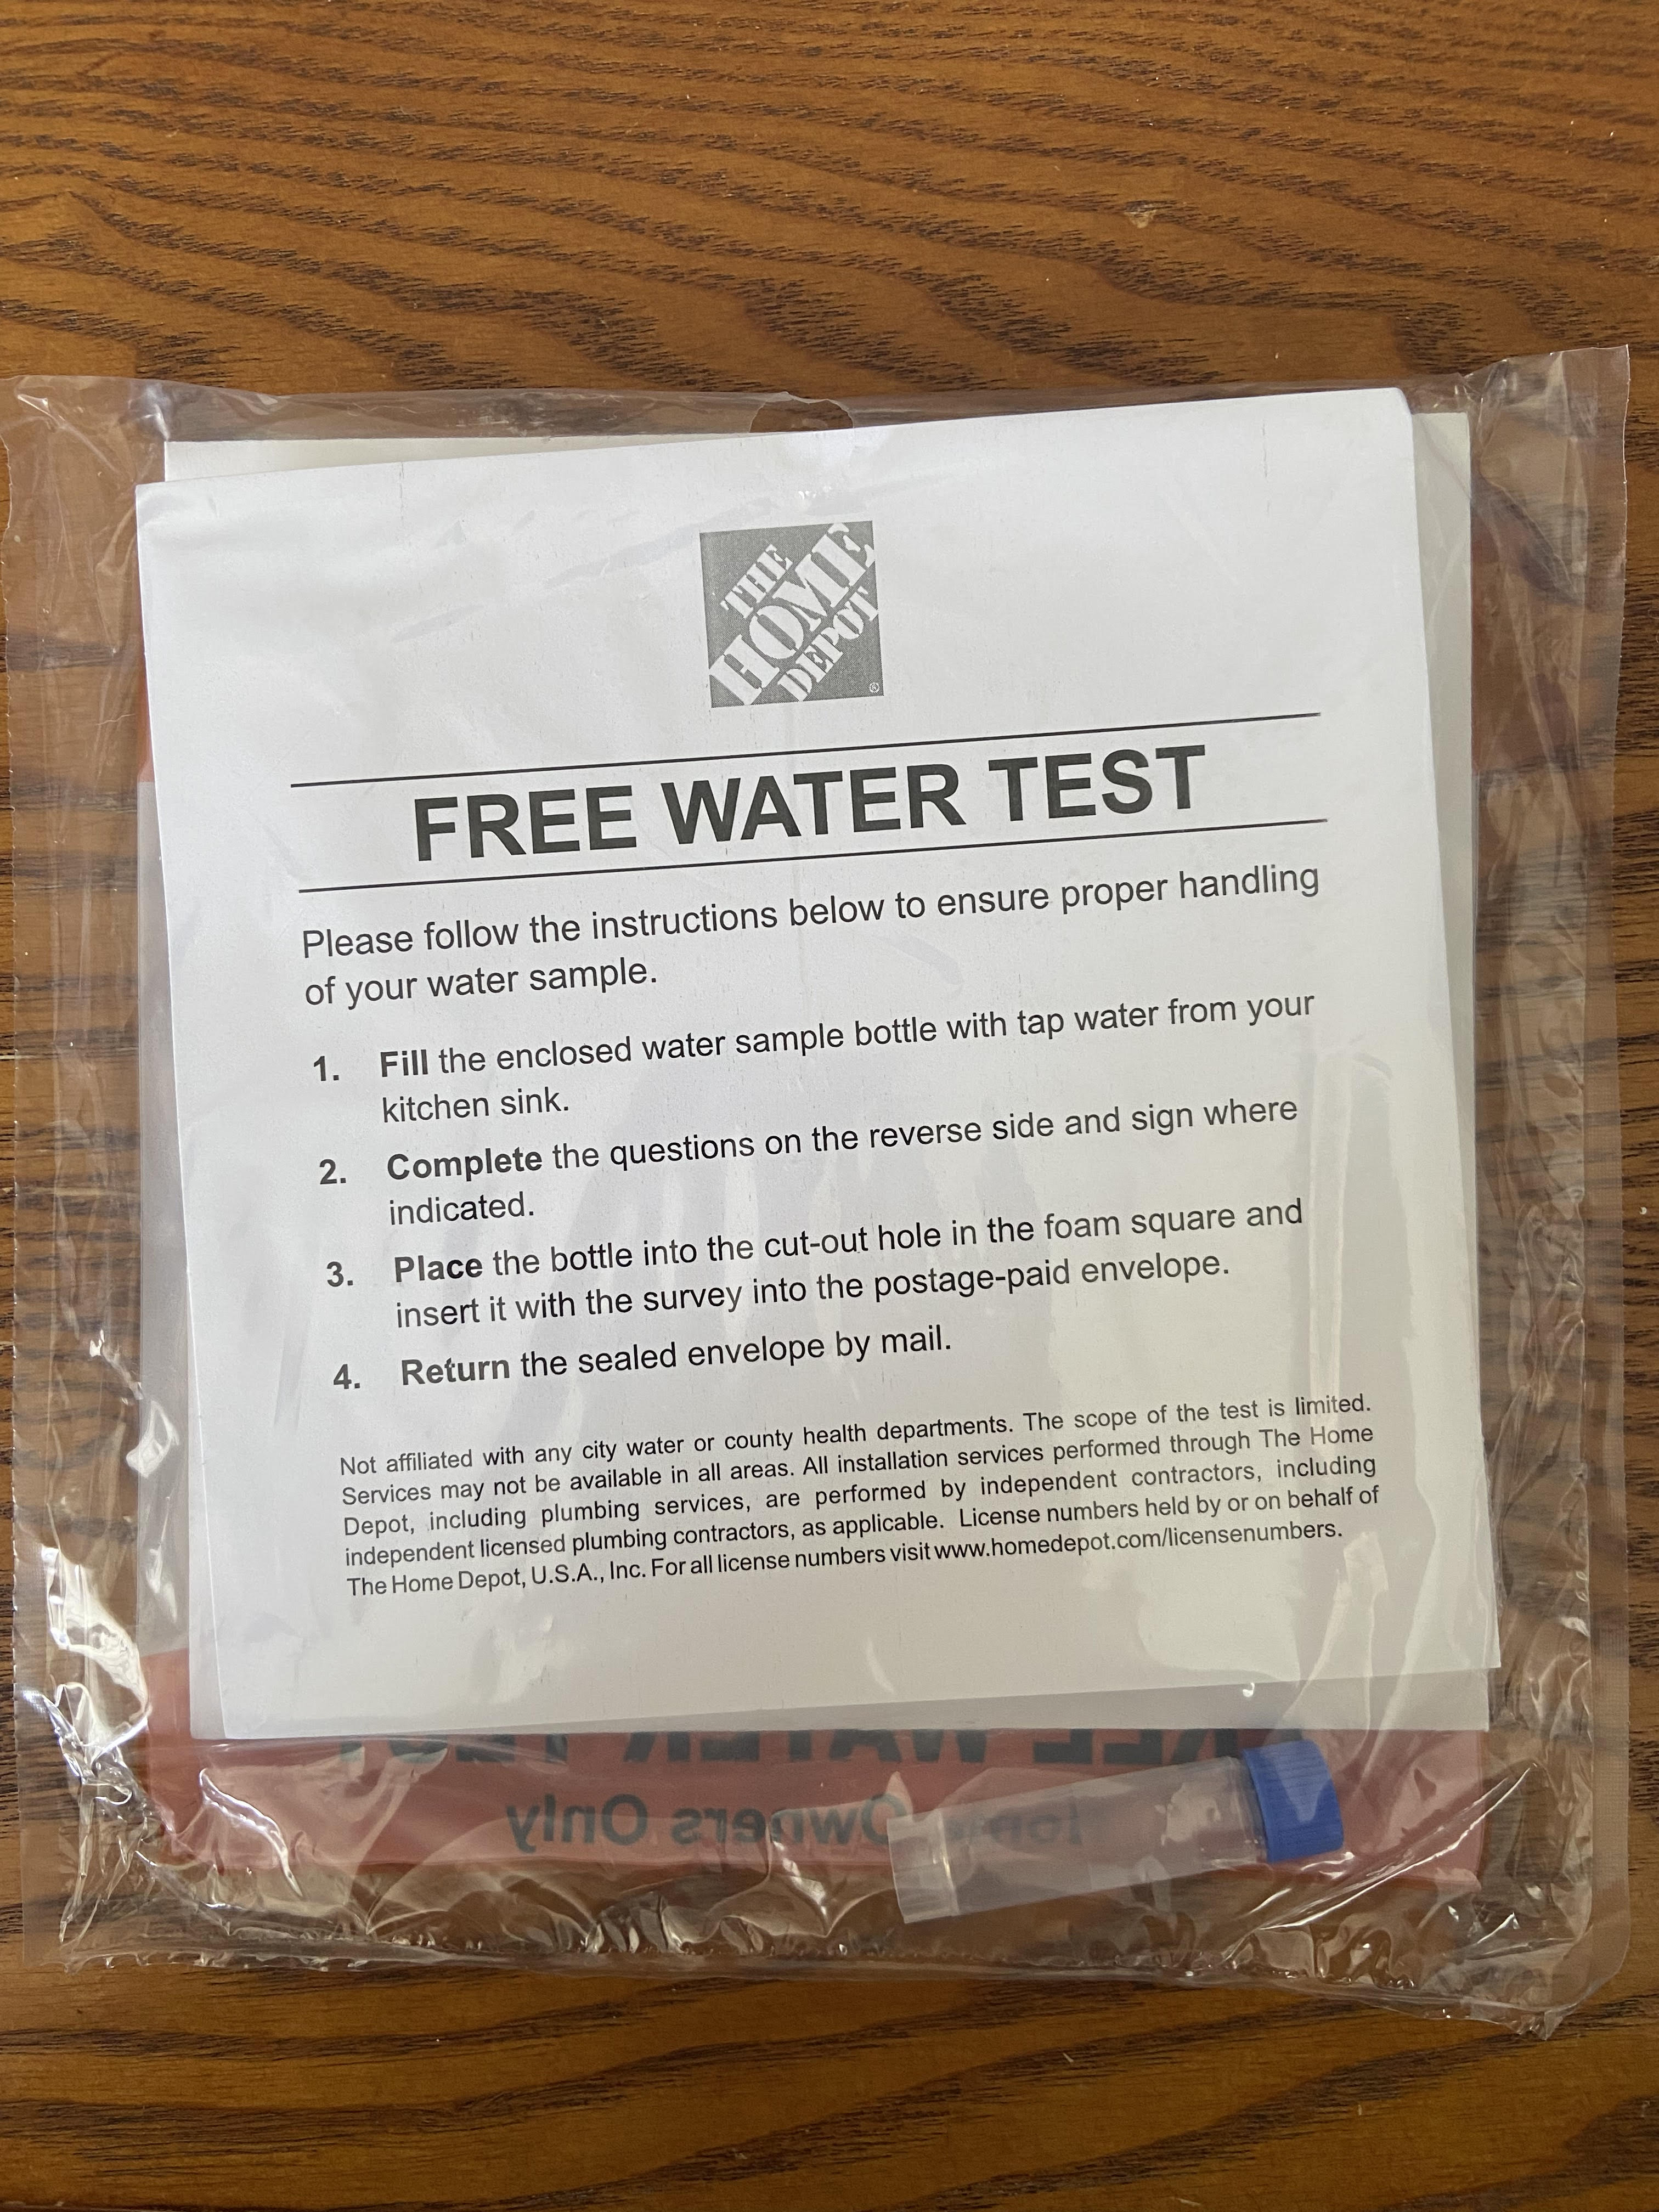 THE
HOME
DEPOT
®
FREE WATER TEST
Please follow the instructions below to ensure proper handling
of your water sample.
1. Fill the enclosed water sample bottle with tap water from your
kitchen sink.
2. Complete the questions on the reverse side and sign where
indicated.
3. Place the bottle into the cut-out hole in the foam square and
insert it with the survey into the postage-paid envelope.
4. Return the sealed envelope by mail.
Not affiliated with any city water or county health departments. The scope of the test is limited.
Services may not be available in all areas. All installation services performed through The Home
Depot, including plumbing services, are performed by independent contractors, including
independent licensed plumbing contractors, as applicable. License numbers held by or on behalf of
The Home Depot, U.S.A., Inc. For all license numbers visit www.homedepot.com/licensenumbers.
WATER TEST
Owners Only